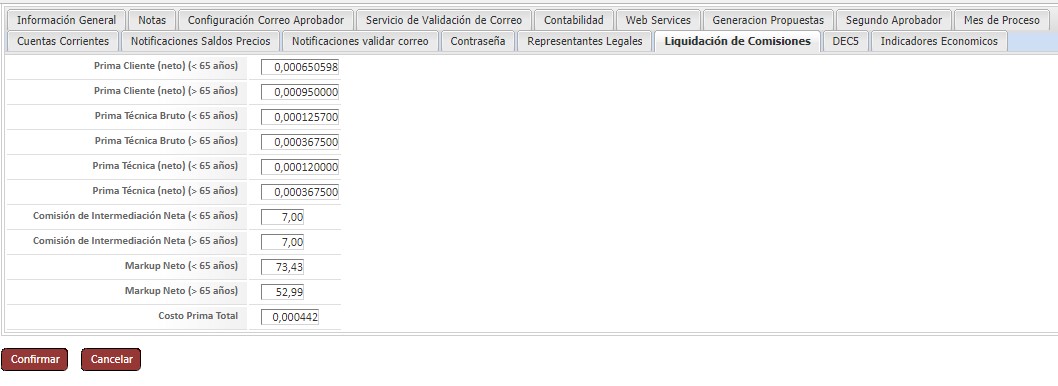 Información General Notas Configuración Correo Aprobador Servicio de Validación de Correo Contabilidad Web Services Generacion Propuestas Segundo Aprobador Mes de Proceso
Cuentas Corrientes Notificaciones Saldos Precios Notificaciones validar correo Contraseña Representantes Legales Liquidación de Comisiones DEC5 Indicadores Economicos
Prima Cliente (neto) (< 65 años) 0,000650598
Prima Cliente (neto) (> 65 años) 0,000950000
Prima Técnica Bruto (< 65 años) 0,000125700
Prima Técnica Bruto (> 65 años) 0,000367500
Prima Técnica (neto) (< 65 años) 0,000120000
Prima Técnica (neto) (> 65 años) 0,000367500
Comisión de Intermediación Neta (< 65 años) 7,00
Comisión de Intermediación Neta (> 65 años) 7,00
Markup Neto (< 65 años) 73,43
Markup Neto (> 65 años) 52,99
Costo Prima Total 0,000442
Confirmar Cancelar